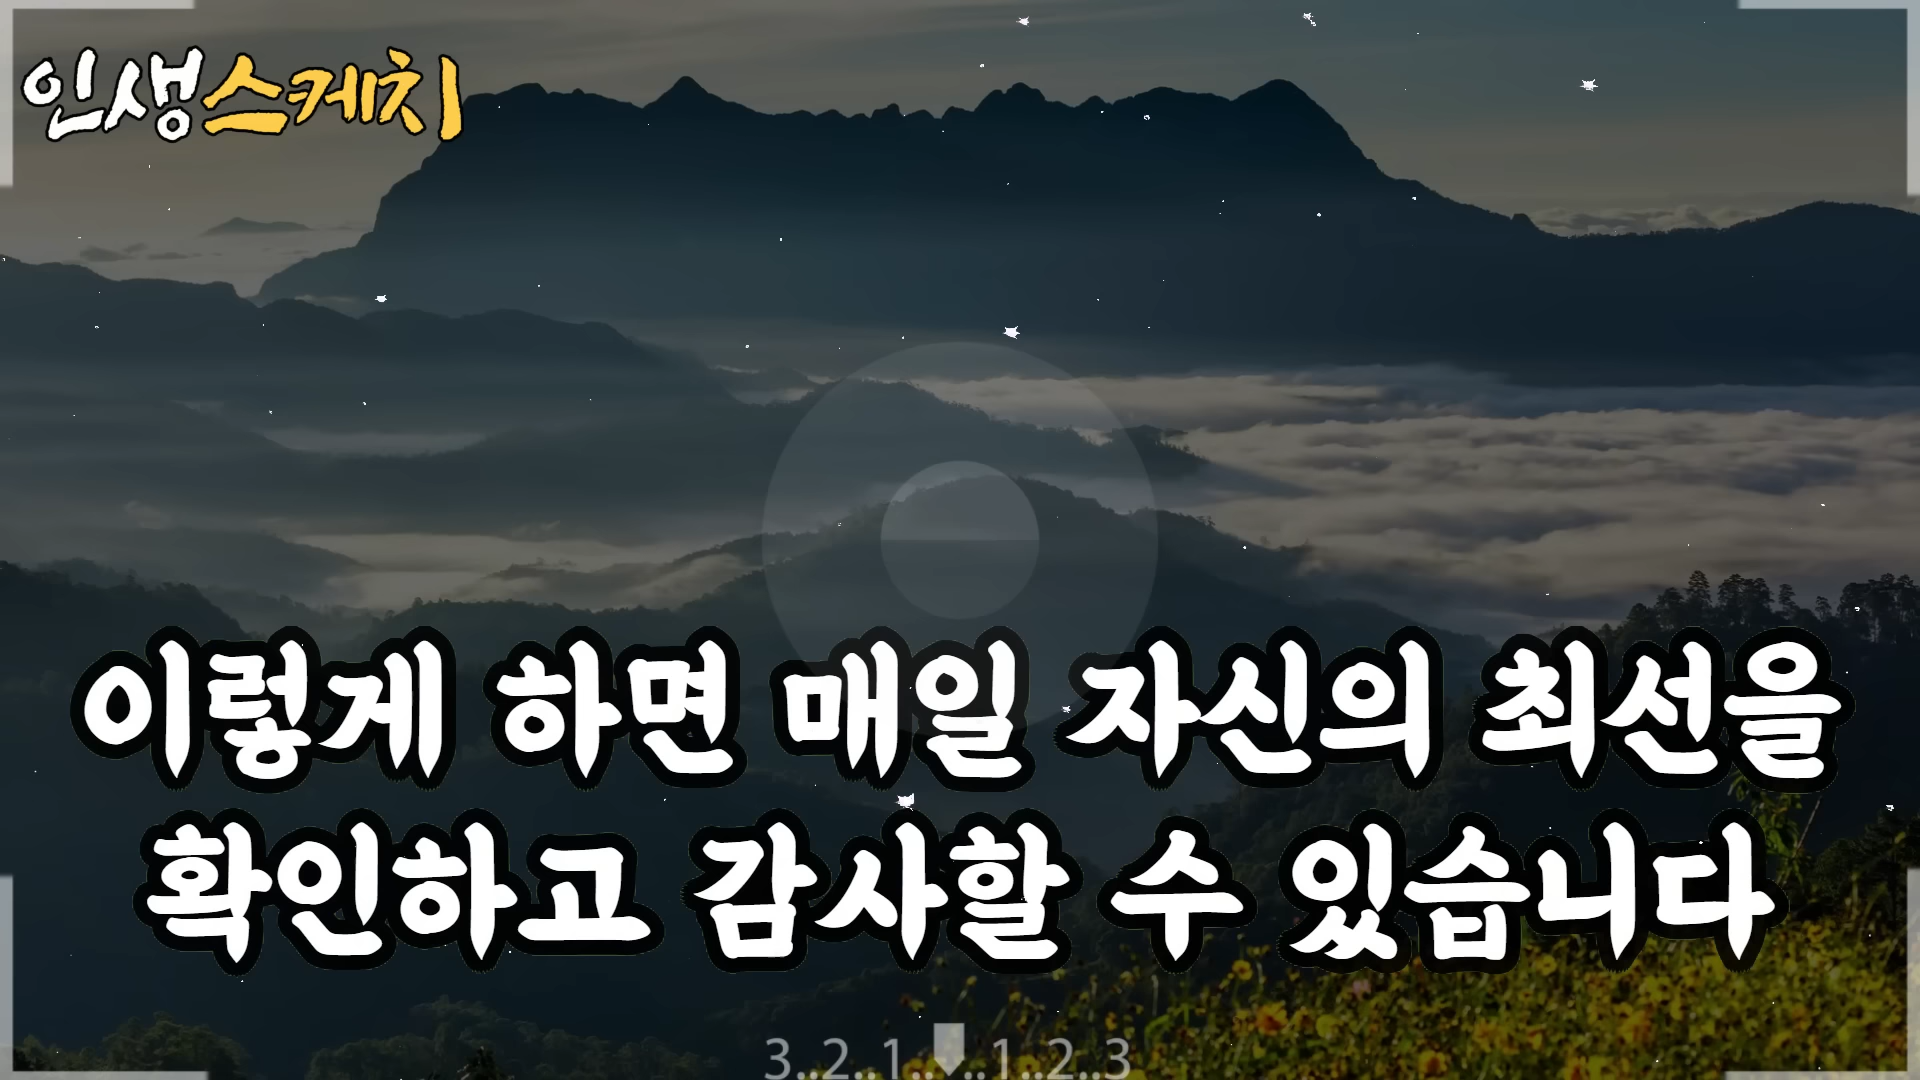 인생스케치
이렇게 하면 매일 자신의 최선을
확인하고 감사할 수 있습니다
3..2..1.. ..1..2..3